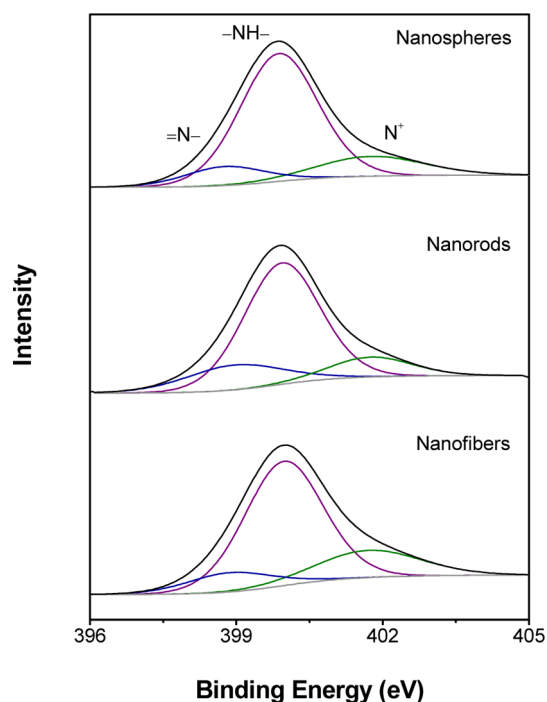 –NH–
Nanospheres
=N–
N⁺
Nanorods
Nanofibers
Intensity
396
399
402
405
Binding Energy (eV)